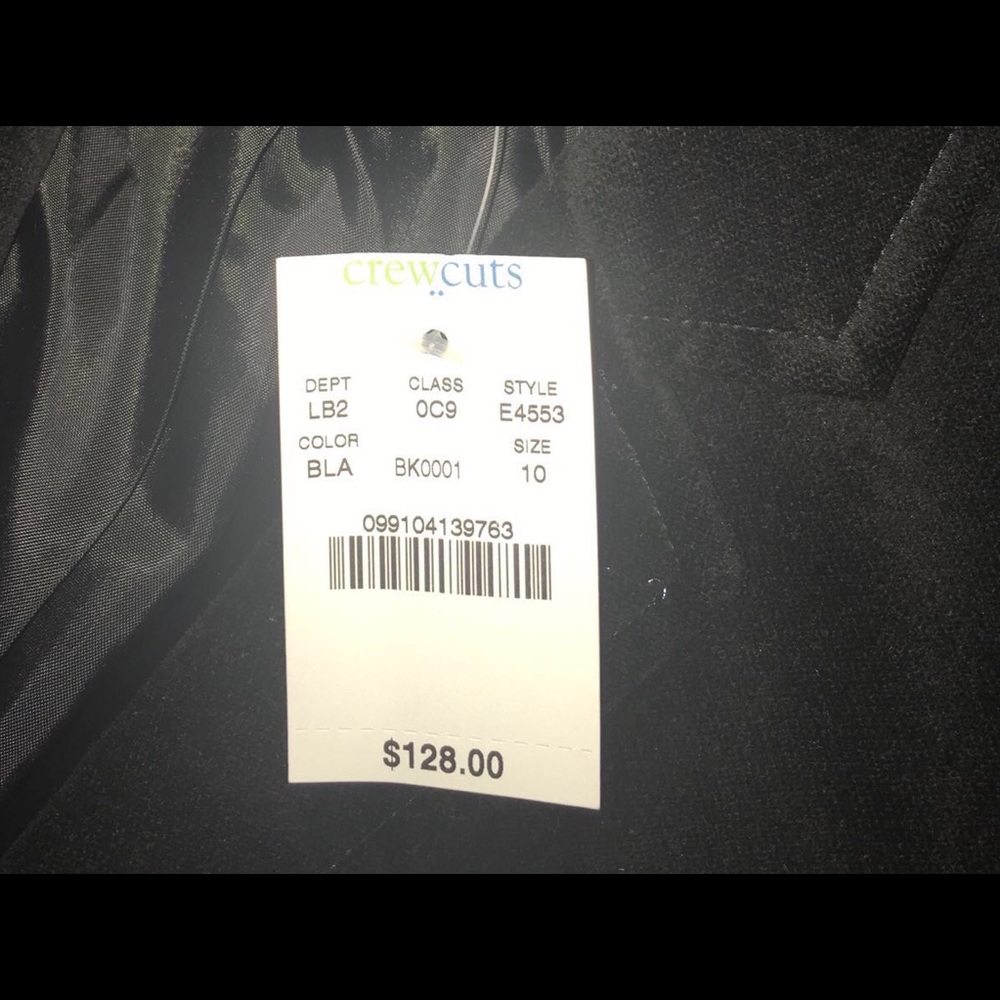 crewcuts
DEPT CLASS STYLE
LB2 0C9 E4553
COLOR SIZE
BLA BK0001 10
099104139763
$128.00